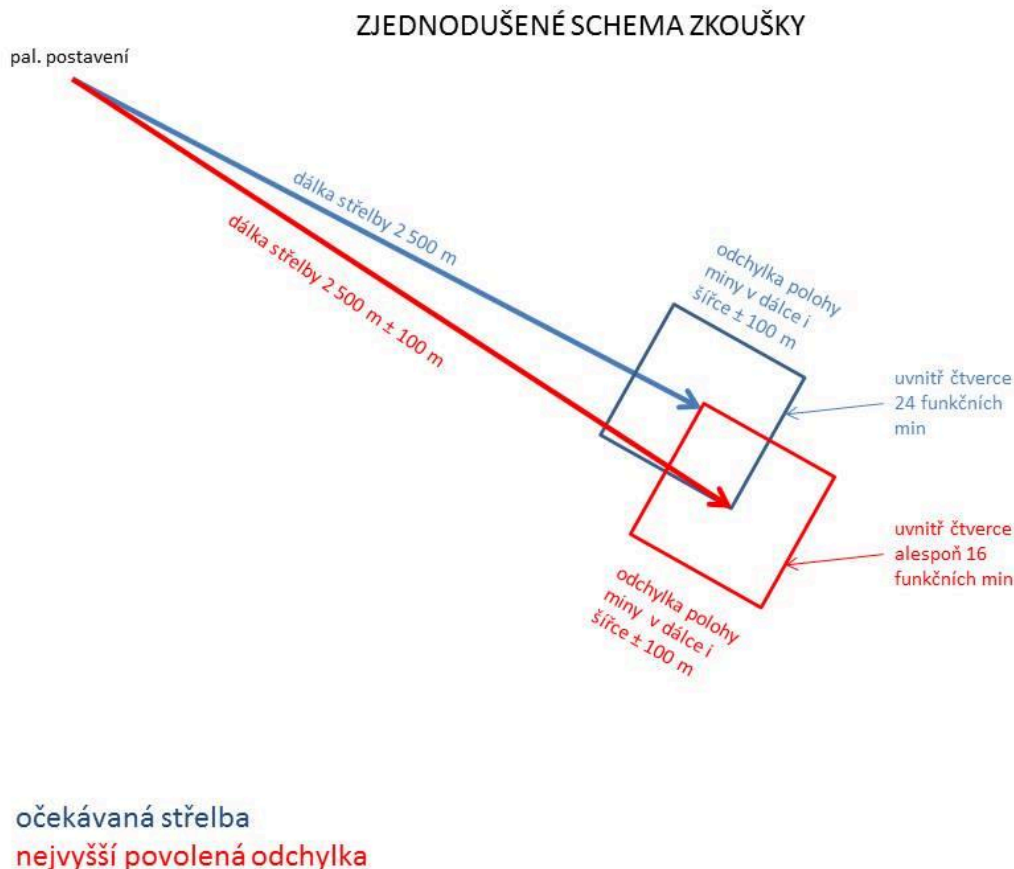 ZJEDNODUŠENÉ SCHEMA ZKOUŠKY
pal. postavení
dálka střelby 2 500 m
dálka střelby 2 500 m ± 100 m
odchylka polohy
miny v dálce i
šířce ± 100 m
uvnitř čtverce
24 funkčních
min
uvnitř čtverce
alespoň 16
funkčních min
odchylka polohy
miny v dálce i
šířce ± 100 m
očekávaná střelba
nejvyšší povolená odchylka